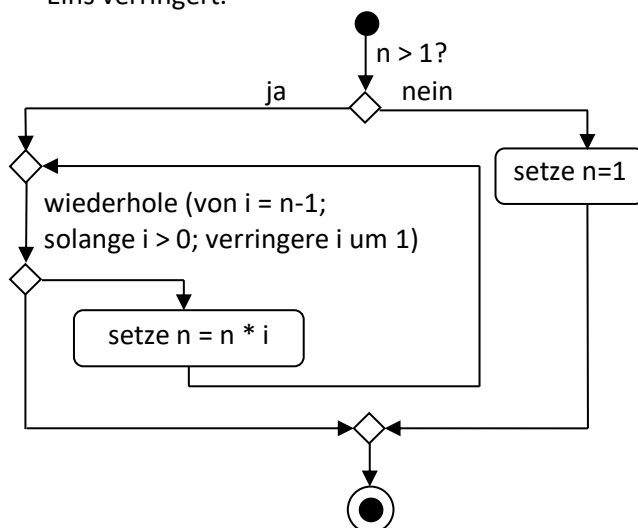 Eins verringert.
n > 1?
ja
nein
setze n=1
wiederhole (von i = n-1;
solange i > 0; verringere i um 1)
setze n = n * i